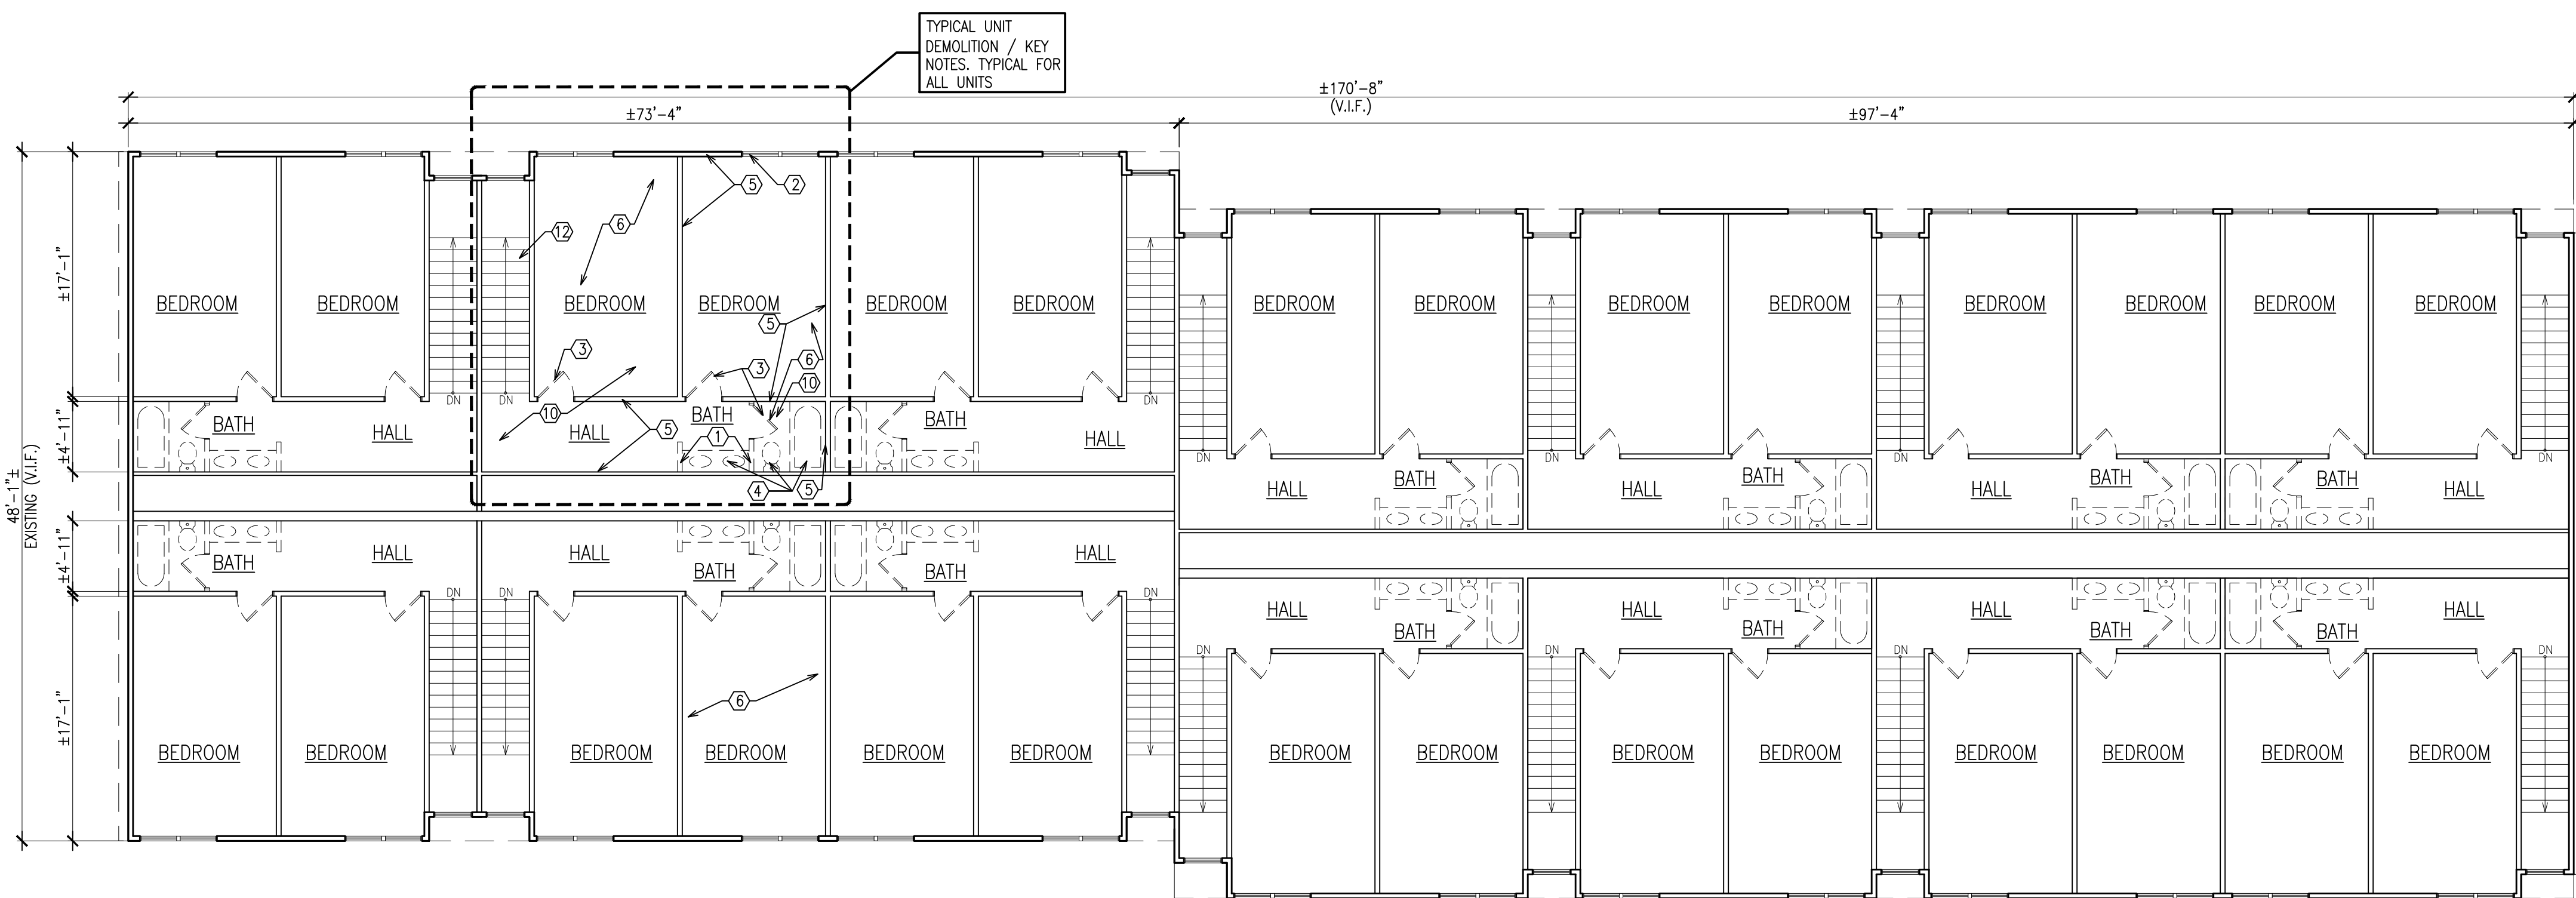 TYPICAL UNIT
DEMOLITION / KEY
NOTES. TYPICAL FOR
ALL UNITS
±170'-8"
(V.I.F.)
±73'-4"
±97'-4"
5
2
6
12
±17'-1"
BEDROOM
BEDROOM
BEDROOM
BEDROOM
BEDROOM
BEDROOM
BEDROOM
BEDROOM
BEDROOM
BEDROOM
BEDROOM
BEDROOM
BEDROOM
BEDROOM
5
3
6
3
10
DN
DN
DN
10
5
1
4
5
BATH
HALL
HALL
BATH
BATH
HALL
±4'-11"
48'-1"±
EXISTING (V.I.F.)
DN
DN
DN
DN
HALL
BATH
HALL
BATH
HALL
BATH
BATH
HALL
±4'-11"
BATH
HALL
HALL
BATH
BATH
HALL
DN
DN
DN
HALL
BATH
HALL
BATH
HALL
BATH
BATH
HALL
DN
DN
DN
DN
±17'-1"
6
BEDROOM
BEDROOM
BEDROOM
BEDROOM
BEDROOM
BEDROOM
BEDROOM
BEDROOM
BEDROOM
BEDROOM
BEDROOM
BEDROOM
BEDROOM
BEDROOM